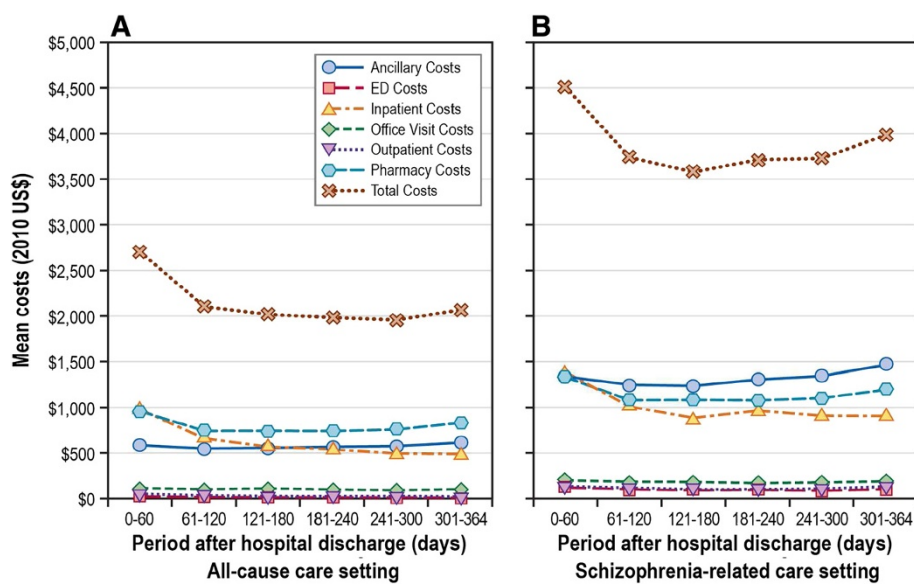 A
B
Mean costs (2010 US$)
$5,000
$4,500
$4,000
$3,500
$3,000
$2,500
$2,000
$1,500
$1,000
$500
$0
Ancillary Costs
ED Costs
Inpatient Costs
Office Visit Costs
Outpatient Costs
Pharmacy Costs
Total Costs
0-60 61-120 121-180 181-240 241-300 301-364
Period after hospital discharge (days)
All-cause care setting
0-60 61-120 121-180 181-240 241-300 301-364
Period after hospital discharge (days)
Schizophrenia-related care setting